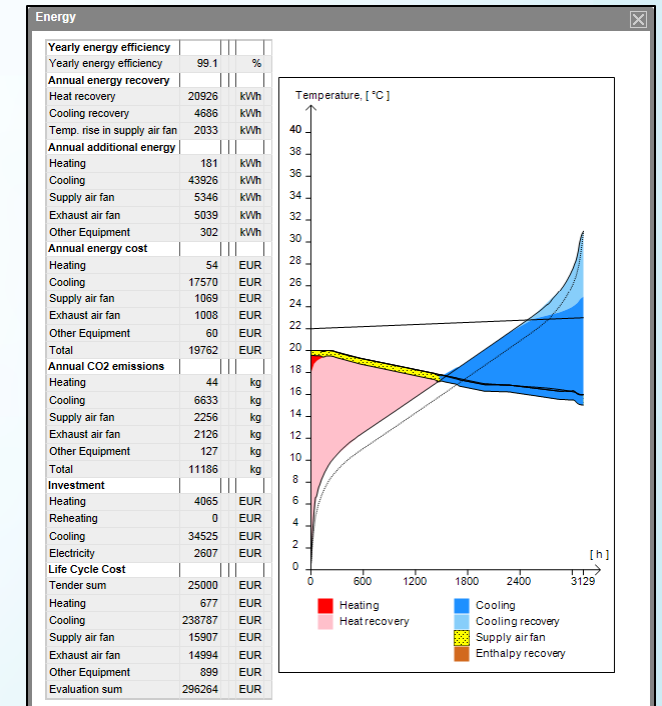 Energy
Yearly energy efficiency
Yearly energy efficiency 99.1 %
Annual energy recovery
Heat recovery 20926 kWh
Cooling recovery 4686 kWh
Temp. rise in supply air fan 2033 kWh
Annual additional energy
Heating 181 kWh
Cooling 43926 kWh
Supply air fan 5346 kWh
Exhaust air fan 5039 kWh
Other Equipment 302 kWh
Annual energy cost
Heating 54 EUR
Cooling 17570 EUR
Supply air fan 1069 EUR
Exhaust air fan 1008 EUR
Other Equipment 60 EUR
Total 19762 EUR
Annual CO2 emissions
Heating 44 kg
Cooling 6633 kg
Supply air fan 2256 kg
Exhaust air fan 2126 kg
Other Equipment 127 kg
Total 11186 kg
Investment
Heating 4065 EUR
Reheating 0 EUR
Cooling 34525 EUR
Electricity 2607 EUR
Life Cycle Cost
Tender sum 25000 EUR
Heating 677 EUR
Cooling 238787 EUR
Supply air fan 15907 EUR
Exhaust air fan 14994 EUR
Other Equipment 899 EUR
Evaluation sum 296264 EUR
Temperature, [ °C ]
40
38
36
34
32
30
28
26
24
22
20
18
16
14
12
10
8
6
4
2
0
[ h ]
0 600 1200 1800 2400 3129
Heating
Heat recovery
Cooling
Cooling recovery
Supply air fan
Enthalpy recovery